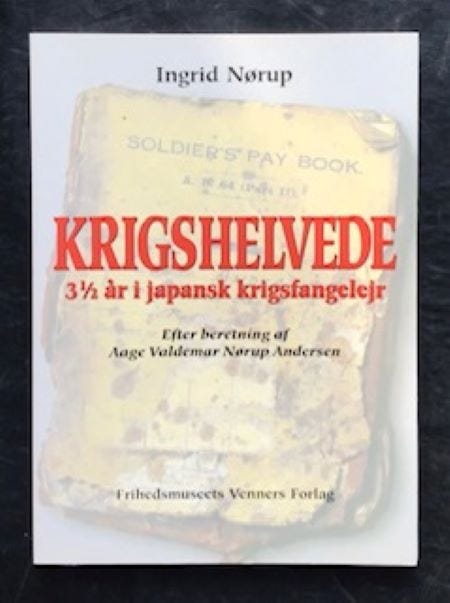 Ingrid Nørup
SOLDIER'S PAY BOOK.
KRIGSHELVEDE
3½ år i japansk krigsfangelejr
Efter beretning af
Aage Valdemar Nørup Andersen
Frihedsmuseets Venners Forlag